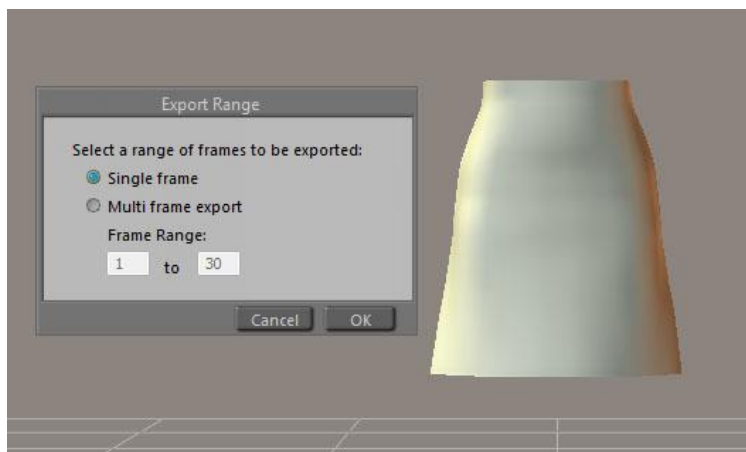 Export Range
Select a range of frames to be exported:
Single frame
Multi frame export
Frame Range:
1 to 30
Cancel OK